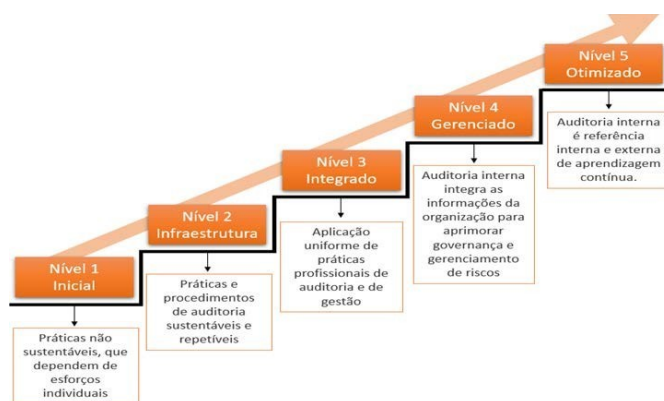 Nível 1
Inicial
Práticas não
sustentáveis, que
dependem de
esforços
individuais
Nível 2
Infraestrutura
Práticas e
procedimentos
de auditoria
sustentáveis e
repetíveis
Nível 3
Integrado
Aplicação
uniforme de
práticas
profissionais de
auditoria e de
gestão
Nível 4
Gerenciado
Auditoria interna
integra as
informações da
organização para
aprimorar
governança e
gerenciamento
de riscos
Nível 5
Otimizado
Auditoria interna
é referência
interna e externa
de aprendizagem
contínua.